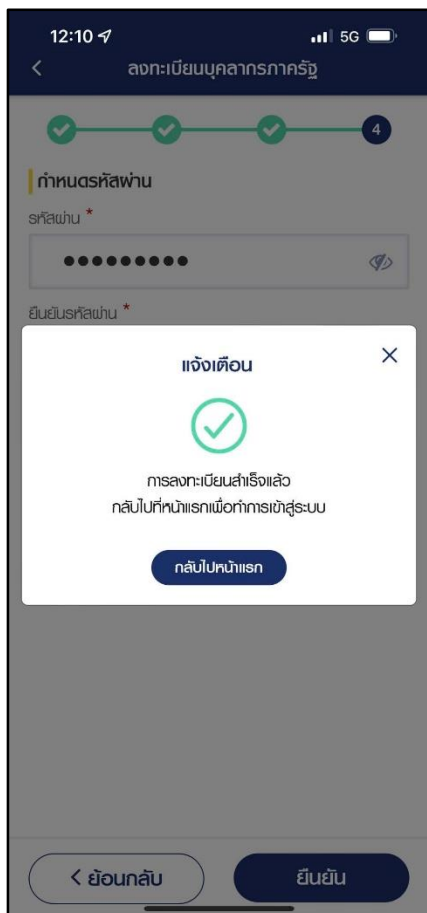 12:10
5G
ลงทะเบียนบุคลากรภาครัฐ
4
กำหนดรหัสผ่าน
รหัสผ่าน *
ยืนยันรหัสผ่าน *
แจ้งเตือน
การลงทะเบียนสำเร็จแล้ว
กลับไปที่หน้าแรกเพื่อทำการเข้าสู่ระบบ
กลับไปหน้าแรก
ย้อนกลับ
ยืนยัน